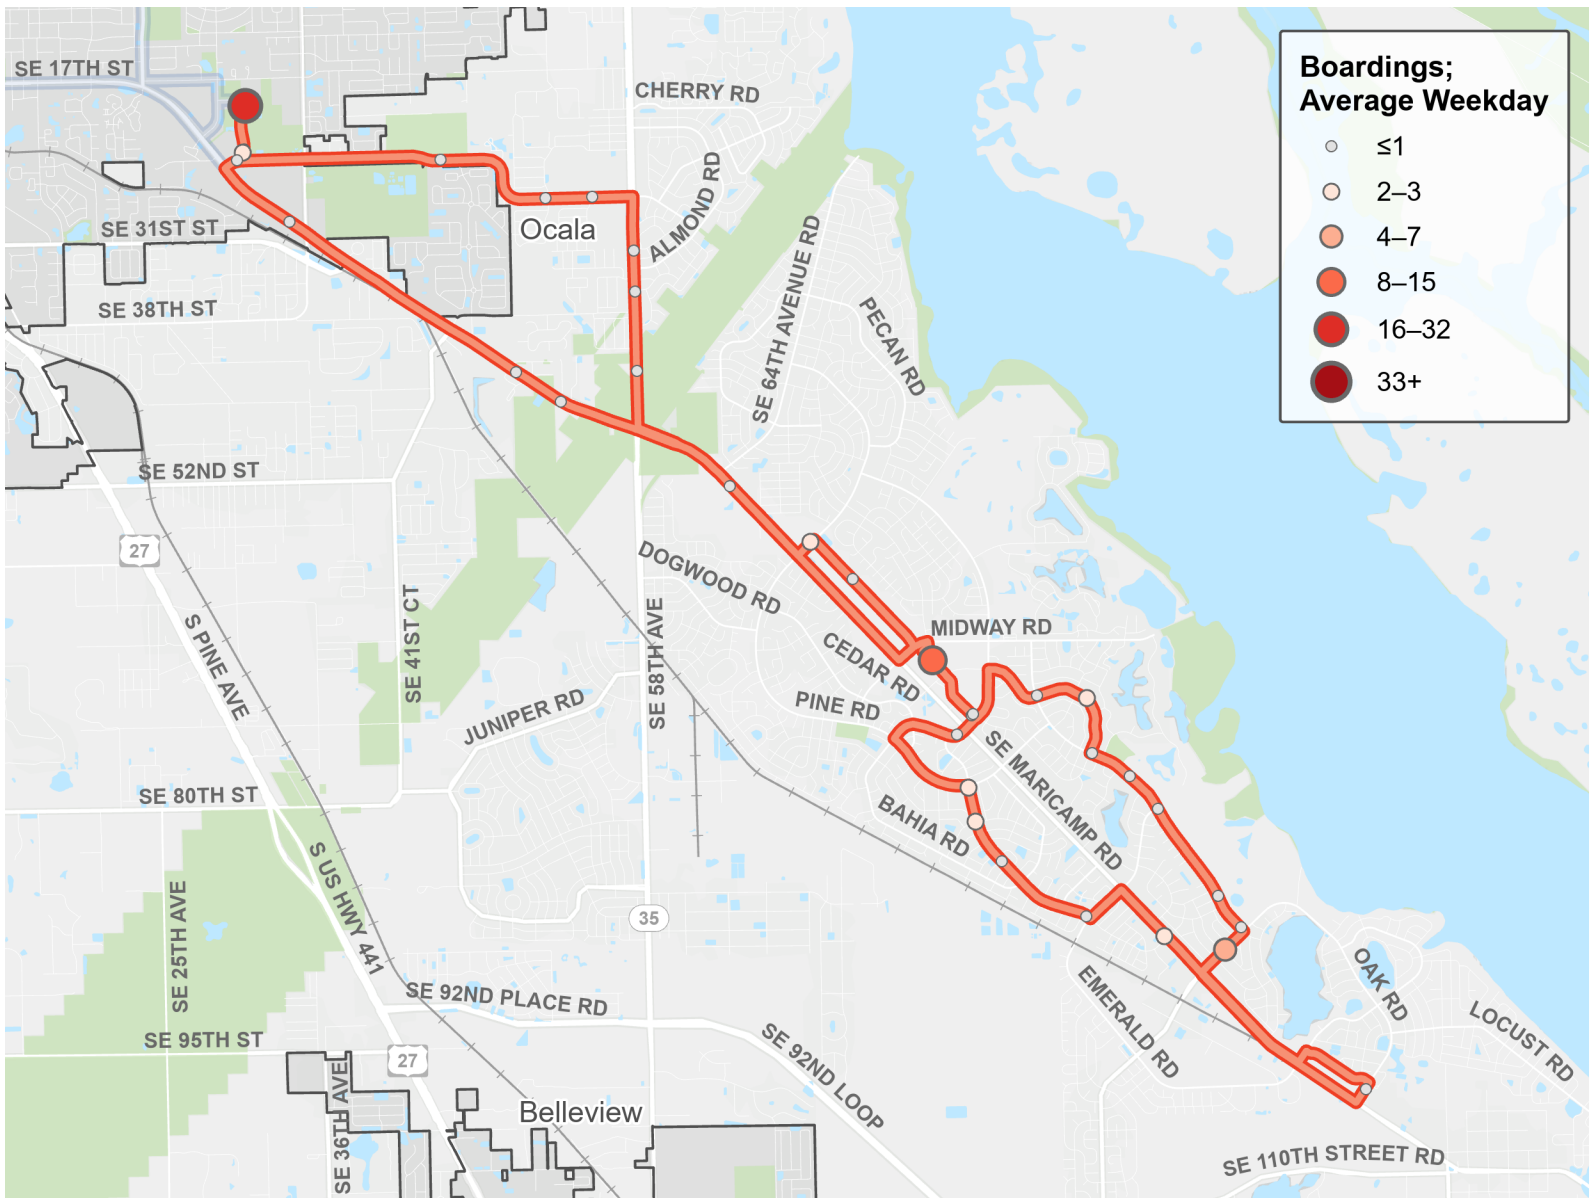 Boardings;
Average Weekday
≤1
2–3
4–7
8–15
16–32
33+
SE 17TH ST
CHERRY RD
ALMOND RD
SE 31ST ST
Ocala
SE 64TH AVENUE RD
SE 38TH ST
PECAN RD
SE 52ND ST
27
DOGWOOD RD
SE 41ST CT
SE 58TH AVE
MIDWAY RD
S PINE AVE
CEDAR RD
JUNIPER RD
PINE RD
SE MARICAMP RD
SE 80TH ST
BAHIA RD
S US HWY 441
SE 25TH AVE
35
OAK RD
EMERALD RD
SE 92ND PLACE RD
LOCUST RD
SE 95TH ST
27
SE 92ND LOOP
SE 36TH AVE
Belleview
SE 110TH STREET RD